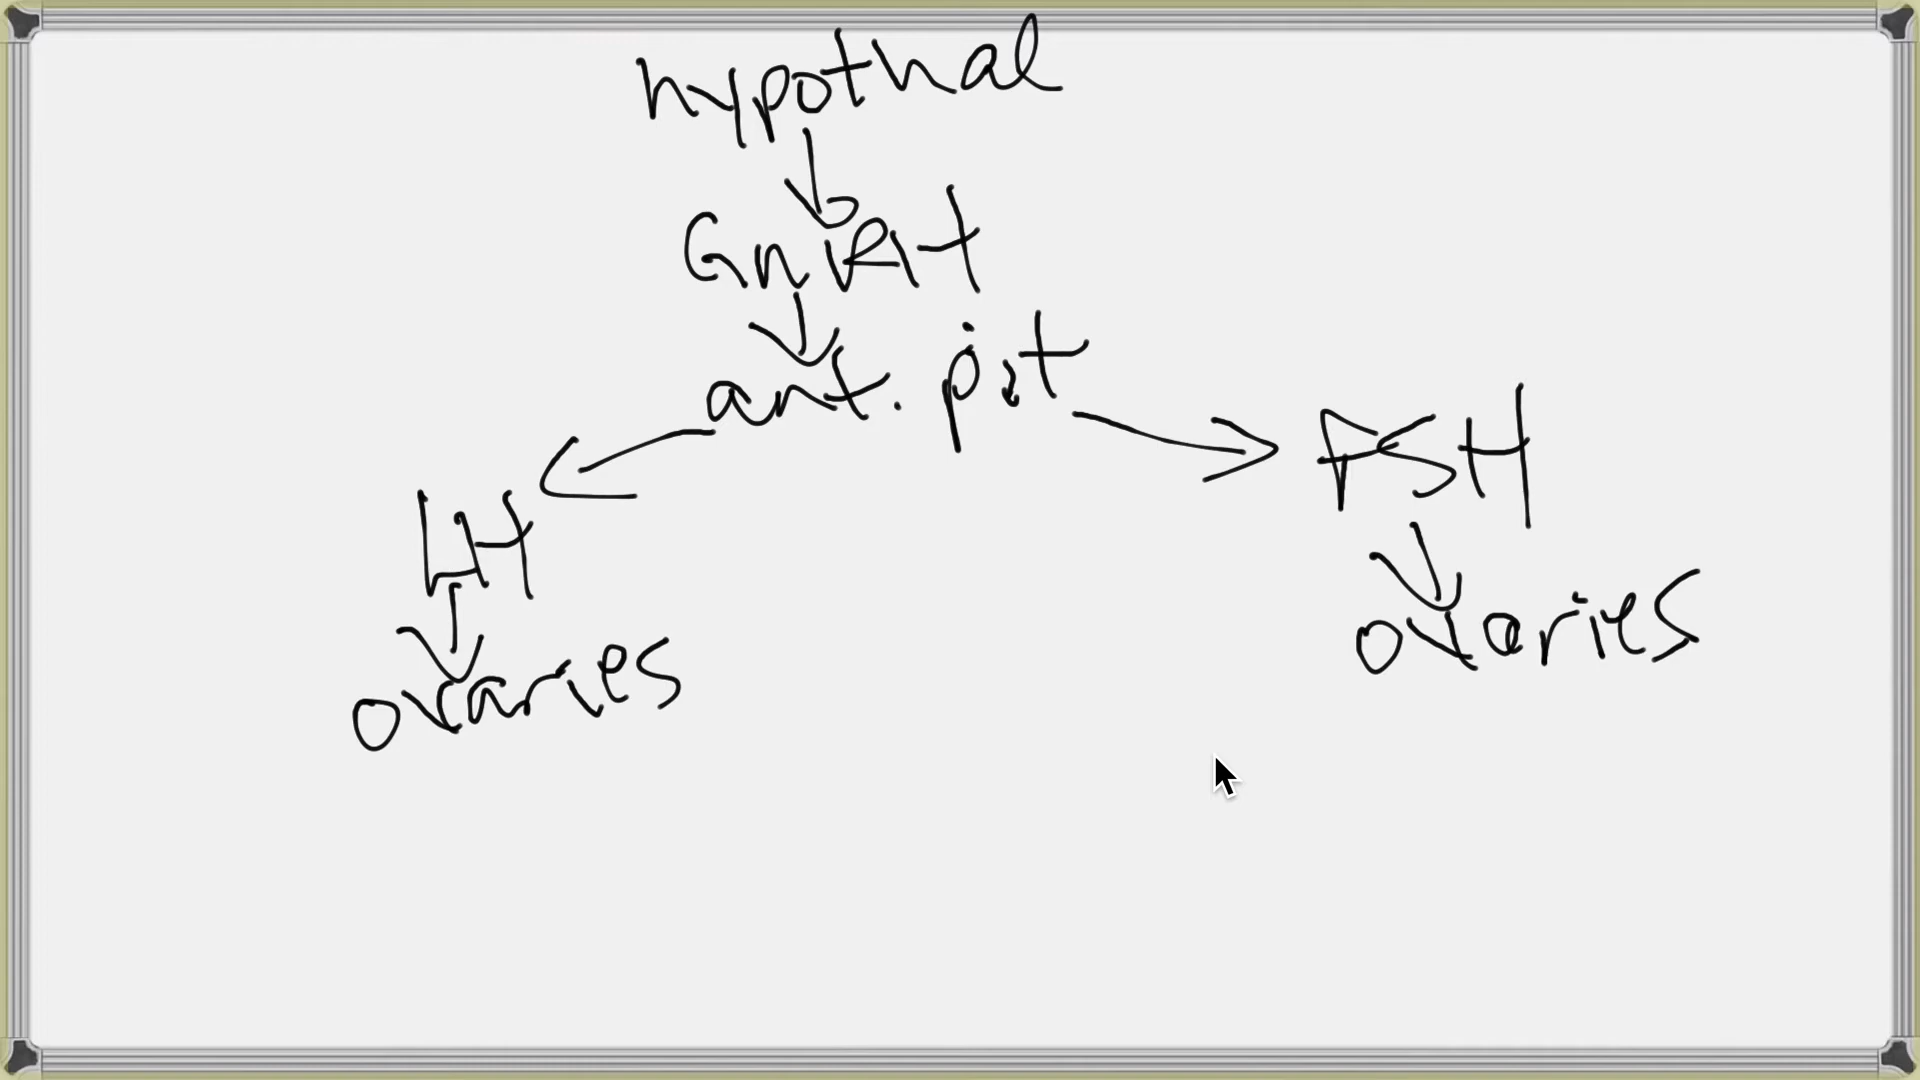 hypothal
GnRH
ant. pit
LH
FSH
ovaries
ovaries